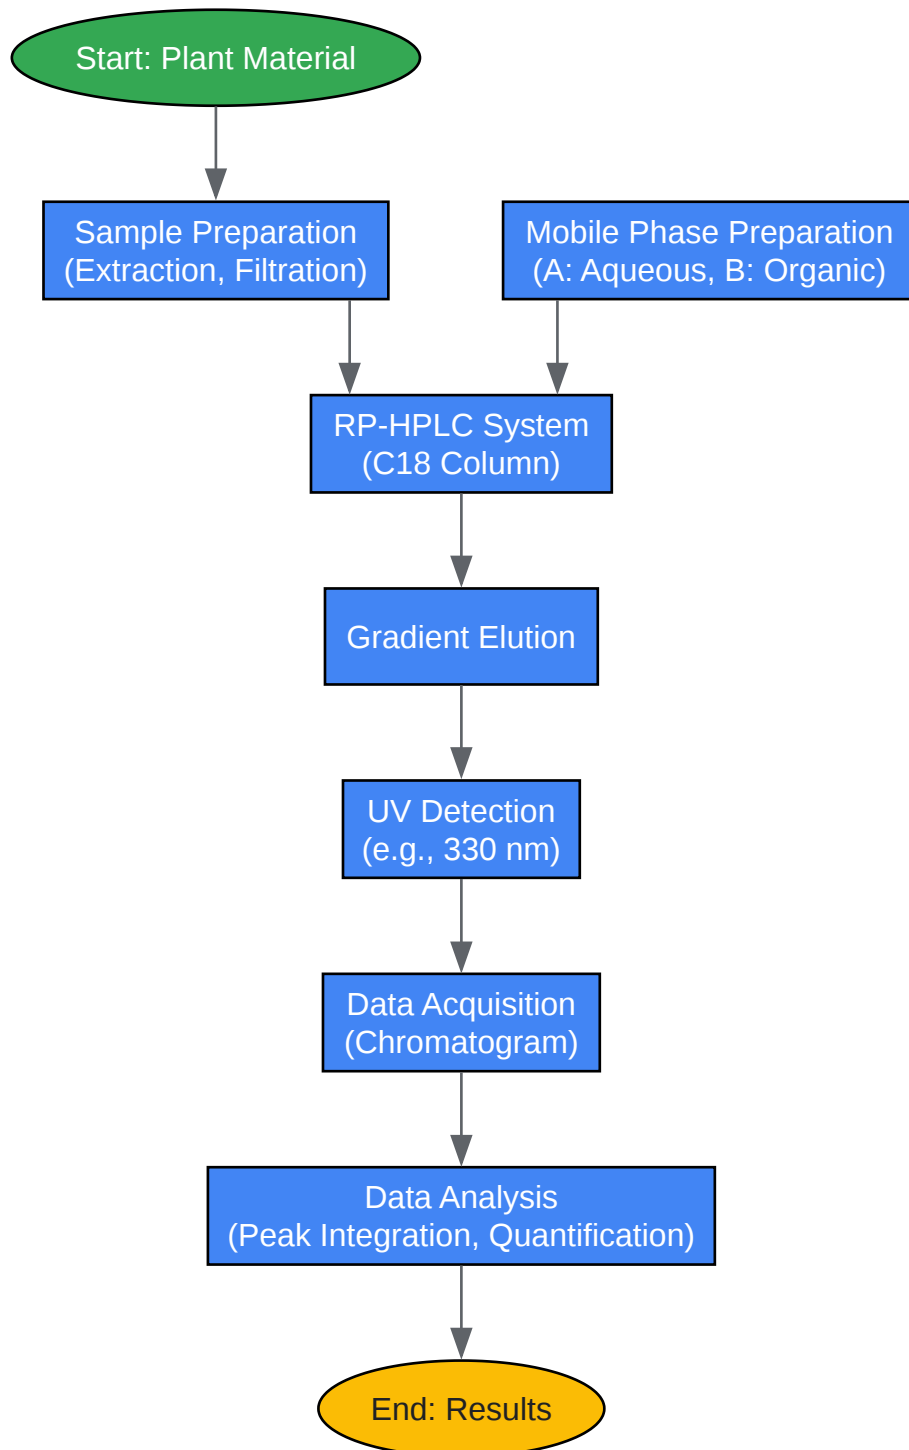 Start: Plant Material
Sample Preparation
(Extraction, Filtration)
Mobile Phase Preparation
(A: Aqueous, B: Organic)
RP-HPLC System
(C18 Column)
Gradient Elution
UV Detection
(e.g., 330 nm)
Data Acquisition
(Chromatogram)
Data Analysis
(Peak Integration, Quantification)
End: Results